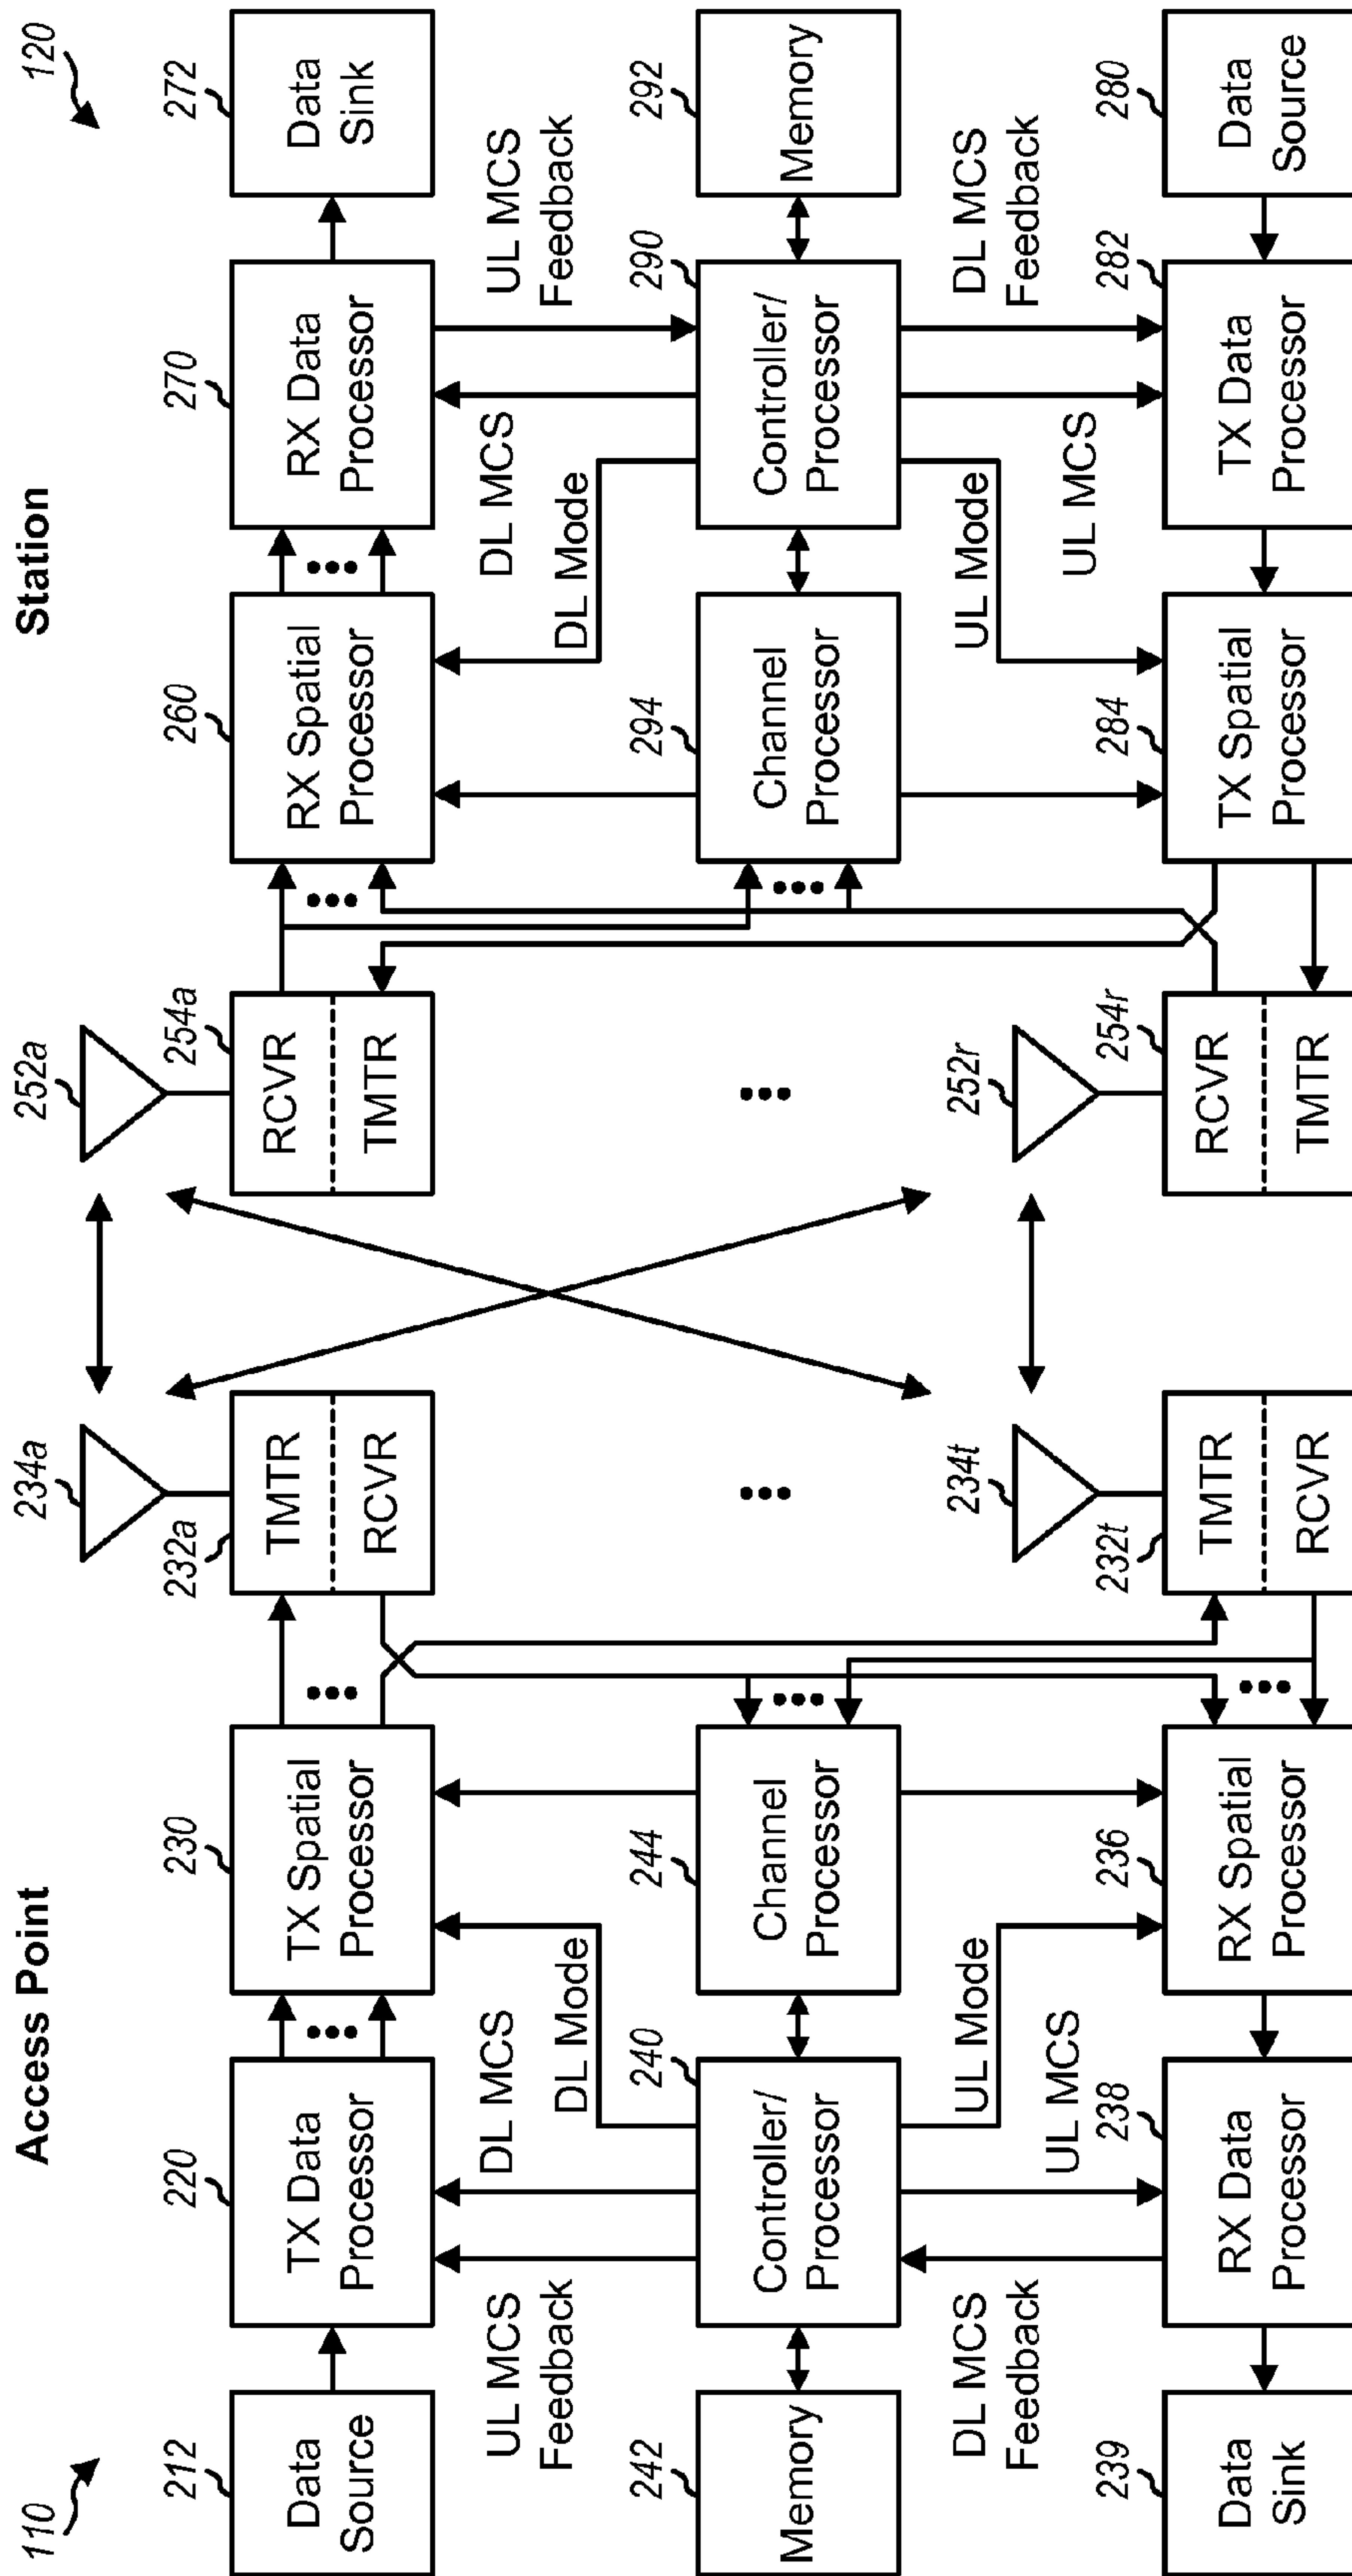 110
Access Point
Station
120
212
Data
Source
220
TX Data
Processor
230
TX Spatial
Processor
•••
•••
232a
234a
TMTR
RCVR
252a
254a
RCVR
TMTR
•••
260
RX Spatial
Processor
•••
270
RX Data
Processor
272
Data
Sink
UL MCS
Feedback
DL MCS
DL Mode
DL MCS
DL Mode
UL MCS
Feedback
242
Memory
240
Controller/
Processor
244
Channel
Processor
•••
•••
•••
•••
294
Channel
Processor
290
Controller/
Processor
292
Memory
DL MCS
Feedback
UL Mode
UL MCS
UL Mode
UL MCS
DL MCS
Feedback
239
Data
Sink
238
RX Data
Processor
236
RX Spatial
Processor
•••
232t
234t
TMTR
RCVR
252r
254r
RCVR
TMTR
284
TX Spatial
Processor
282
TX Data
Processor
280
Data
Source